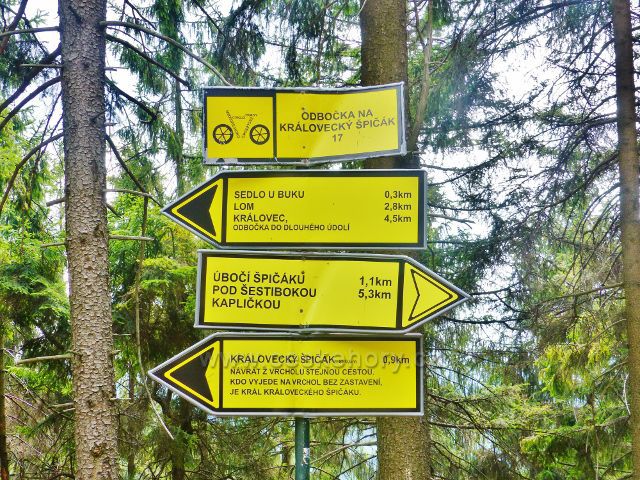 ODBOČKA NA
KRÁLOVECKÝ ŠPIČÁK
17
SEDLO U BUKU 0,3km
LOM 2,8km
KRÁLOVEC, 4,5km
ODBOČKA DO DLOUHÉHO ÚDOLÍ
ÚBOČÍ ŠPIČÁKU 1,1km
POD ŠESTIBOKOU 5,3km
KAPLIČKOU
KRÁLOVECKÝ ŠPIČÁK 0,9km
NÁVRAT Z VRCHOLU STEJNOU CESTOU.
KDO VYJEDE NA VRCHOL BEZ ZASTAVENÍ,
JE KRÁL KRÁLOVECKÉHO ŠPIČÁKU.